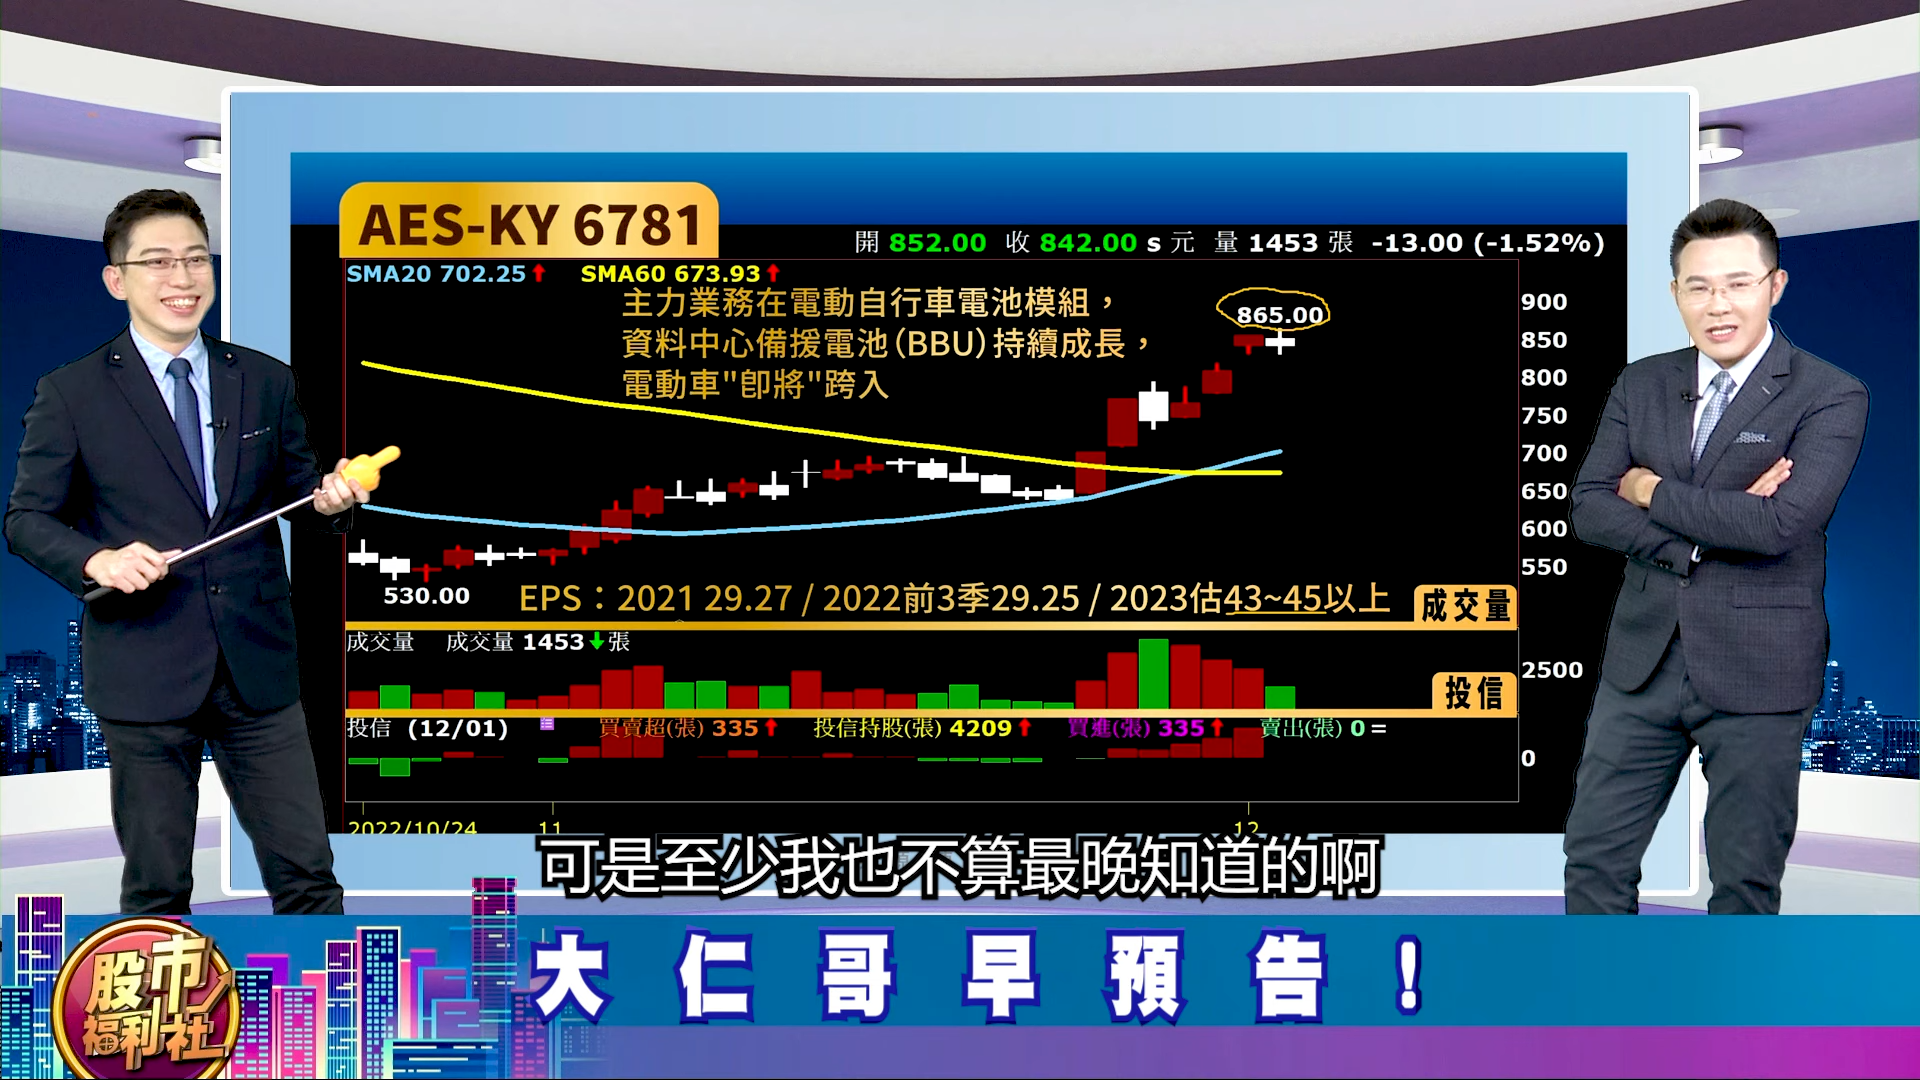 AES-KY 6781
開 852.00 收 842.00 s 元 量 1453 張 -13.00 (-1.52%)
SMA20 702.25↑ SMA60 673.93↑
主力業務在電動自行車電池模組，
資料中心備援電池(BBU)持續成長，
電動車"即將"跨入
865.00
900
850
800
750
700
650
600
550
530.00
EPS：2021 29.27 / 2022前3季29.25 / 2023估43~45以上
成交量
成交量 成交量 1453↓張
2500
投信
投信 (12/01) 買賣超(張) 335↑ 投信持股(張) 4209↑ 買進(張) 335↑ 賣出(張) 0 =
0
2022/10/24 11 12
可是至少我也不算最晚知道的啊
大仁哥早預告！
股市
福利社